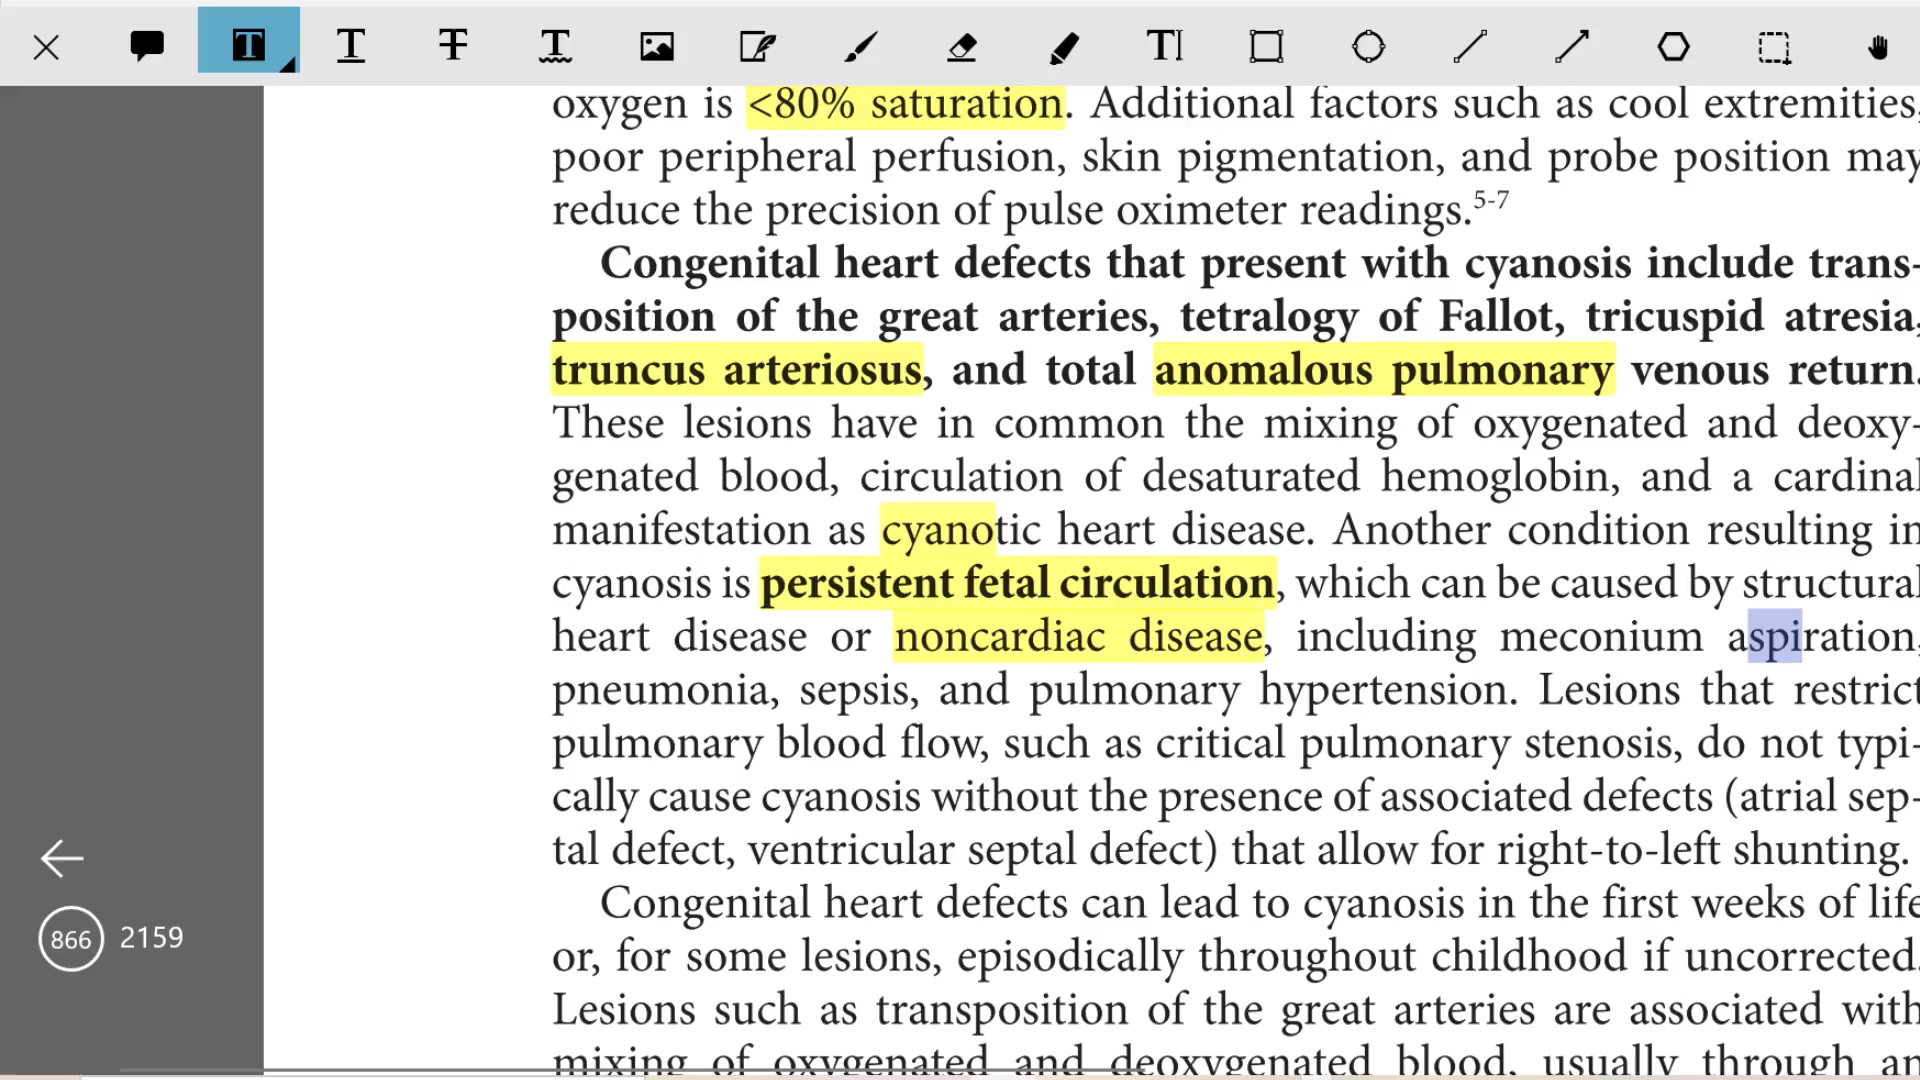 oxygen is <80% saturation. Additional factors such as cool extremities,
poor peripheral perfusion, skin pigmentation, and probe position may
reduce the precision of pulse oximeter readings.5-7
Congenital heart defects that present with cyanosis include trans-
position of the great arteries, tetralogy of Fallot, tricuspid atresia,
truncus arteriosus, and total anomalous pulmonary venous return.
These lesions have in common the mixing of oxygenated and deoxy-
genated blood, circulation of desaturated hemoglobin, and a cardinal
manifestation as cyanotic heart disease. Another condition resulting in
cyanosis is persistent fetal circulation, which can be caused by structural
heart disease or noncardiac disease, including meconium aspiration,
pneumonia, sepsis, and pulmonary hypertension. Lesions that restrict
pulmonary blood flow, such as critical pulmonary stenosis, do not typi-
cally cause cyanosis without the presence of associated defects (atrial sep-
tal defect, ventricular septal defect) that allow for right-to-left shunting.
Congenital heart defects can lead to cyanosis in the first weeks of life
or, for some lesions, episodically throughout childhood if uncorrected.
Lesions such as transposition of the great arteries are associated with
mixing of oxygenated and deoxygenated blood, usually through an
866 2159